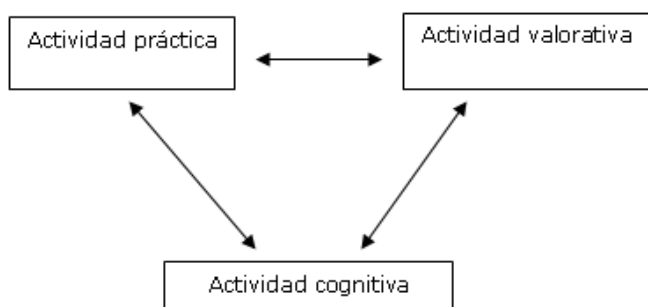 Actividad práctica
Actividad valorativa
Actividad cognitiva